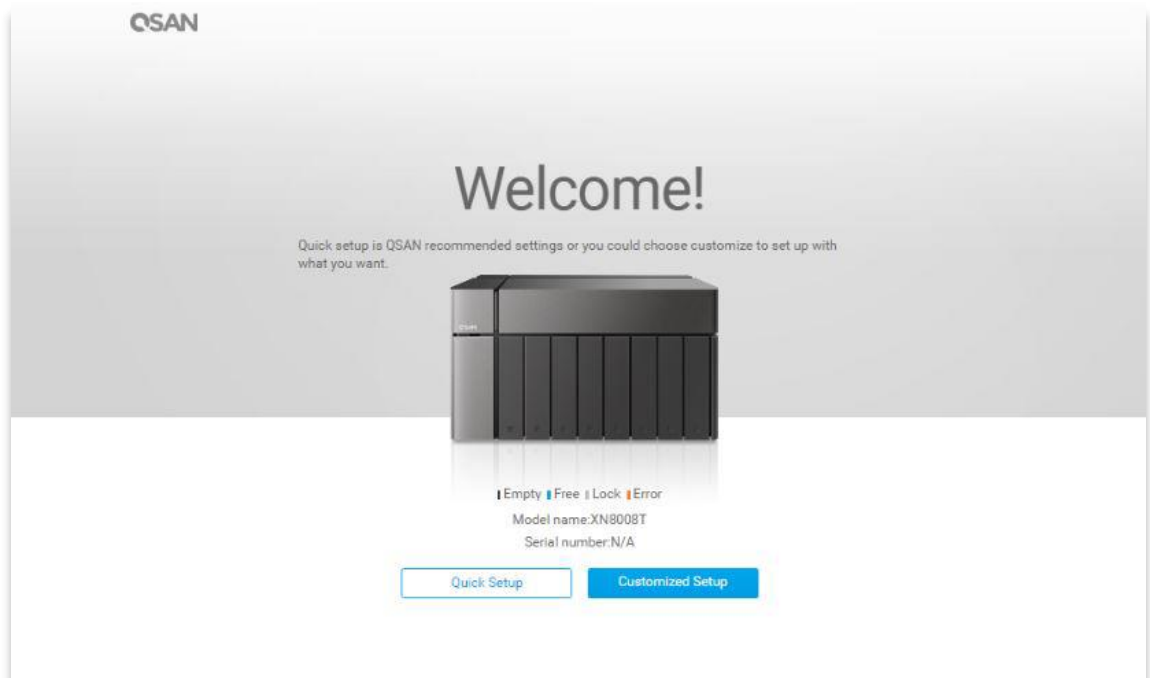 QSAN
Welcome!
Quick setup is QSAN recommended settings or you could choose customize to set up with
what you want.
QSAN
Empty Free Lock Error
Model name:XN8008T
Serial number:N/A
Quick Setup Customized Setup